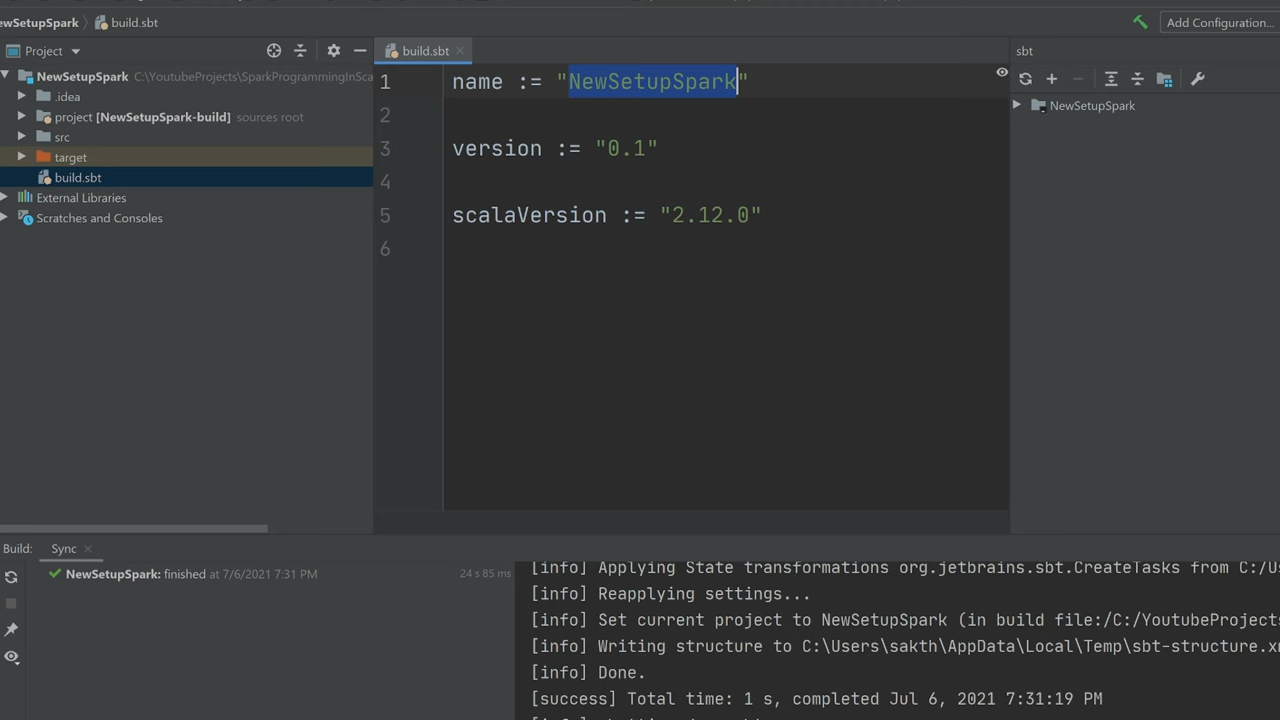 ewSetupSpark build.sbt
Add Configuration...
Project
NewSetupSpark C:\YoutubeProjects\SparkProgrammingInSca
.idea
project [NewSetupSpark-build] sources root
src
target
build.sbt
External Libraries
Scratches and Consoles
build.sbt
1 name := "NewSetupSpark"
2
3 version := "0.1"
4
5 scalaVersion := "2.12.0"
6
sbt
NewSetupSpark
Build: Sync
NewSetupSpark: finished at 7/6/2021 7:31 PM 24 s 85 ms
[info] Applying State transformations org.jetbrains.sbt.CreateTasks from C:/Us
[info] Reapplying settings...
[info] Set current project to NewSetupSpark (in build file:/C:/YoutubeProjects
[info] Writing structure to C:\Users\sakth\AppData\Local\Temp\sbt-structure.xm
[info] Done.
[success] Total time: 1 s, completed Jul 6, 2021 7:31:19 PM